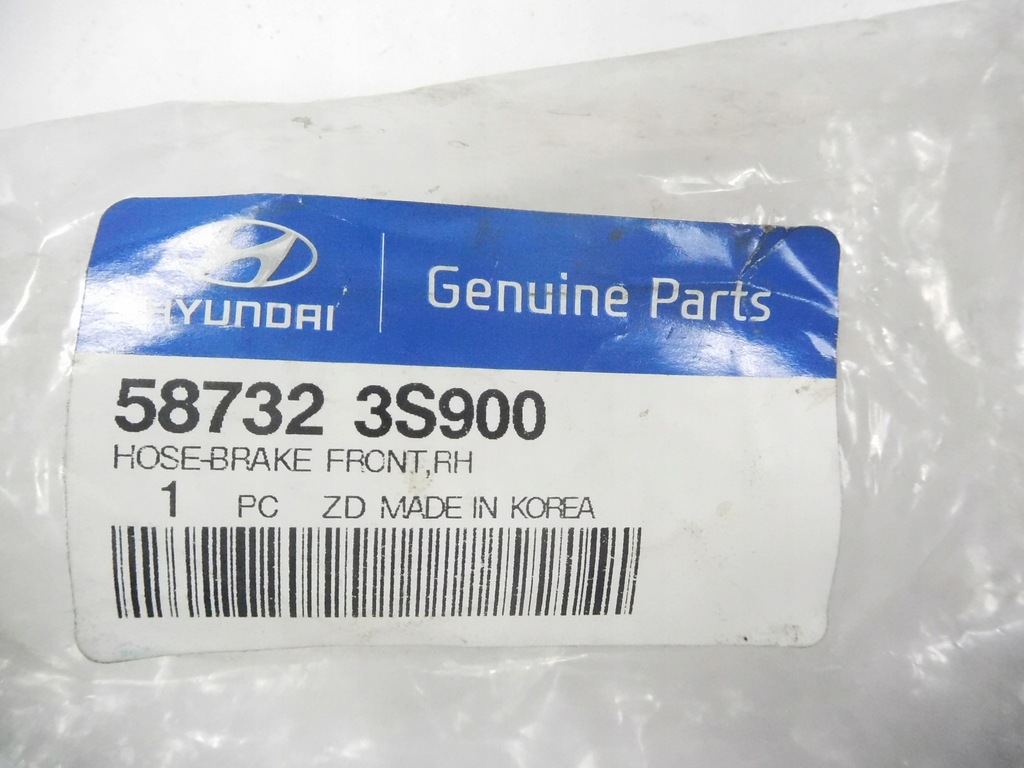 HYUNDAI
Genuine Parts
58732 3S900
HOSE-BRAKE FRONT,RH
1 PC ZD MADE IN KOREA